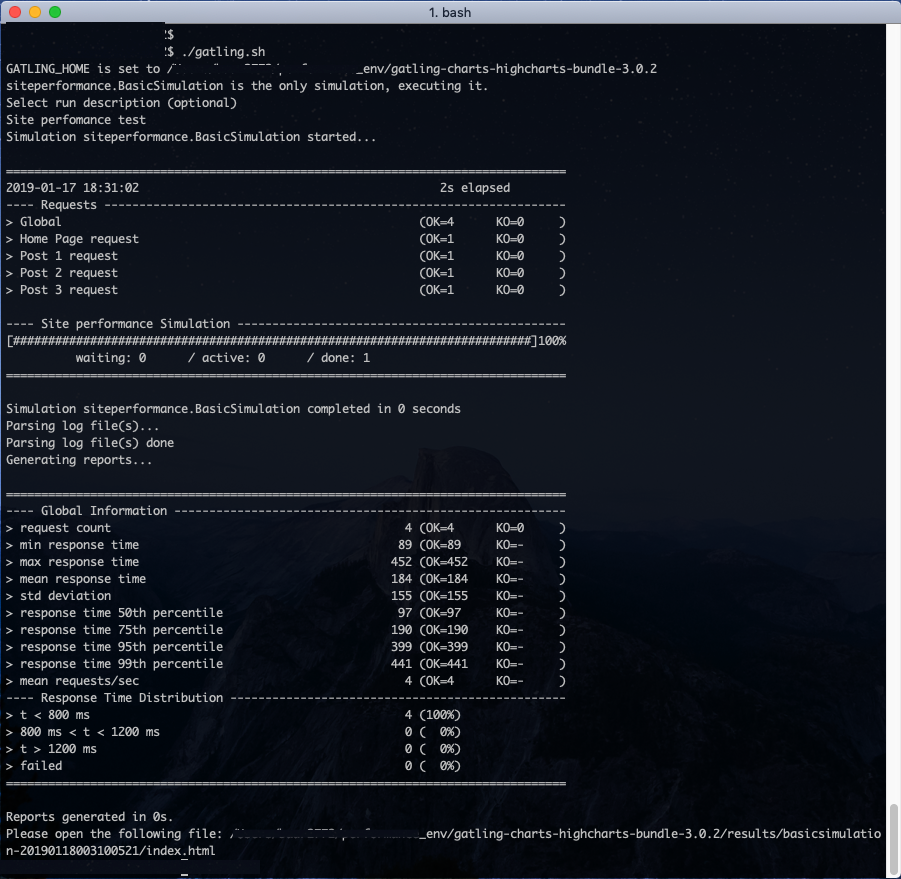 1. bash
$
$ ./gatling.sh
GATLING_HOME is set to / _env/gatling-charts-highcharts-bundle-3.0.2
siteperformance.BasicSimulation is the only simulation, executing it.
Select run description (optional)
Site perfomance test
Simulation siteperformance.BasicSimulation started...
================================================================================
2019-01-17 18:31:02                                           2s elapsed
---- Requests ------------------------------------------------------------------
> Global                                                   (OK=4      KO=0     )
> Home Page request                                        (OK=1      KO=0     )
> Post 1 request                                           (OK=1      KO=0     )
> Post 2 request                                           (OK=1      KO=0     )
> Post 3 request                                           (OK=1      KO=0     )
---- Site performance Simulation -----------------------------------------------
[##########################################################################]100%
          waiting: 0      / active: 0      / done: 1
================================================================================
Simulation siteperformance.BasicSimulation completed in 0 seconds
Parsing log file(s)...
Parsing log file(s) done
Generating reports...
================================================================================
---- Global Information --------------------------------------------------------
> request count                                          4 (OK=4      KO=0     )
> min response time                                     89 (OK=89     KO=-     )
> max response time                                    452 (OK=452    KO=-     )
> mean response time                                   184 (OK=184    KO=-     )
> std deviation                                        155 (OK=155    KO=-     )
> response time 50th percentile                         97 (OK=97     KO=-     )
> response time 75th percentile                        190 (OK=190    KO=-     )
> response time 95th percentile                        399 (OK=399    KO=-     )
> response time 99th percentile                        441 (OK=441    KO=-     )
> mean requests/sec                                      4 (OK=4      KO=-     )
---- Response Time Distribution ------------------------------------------------
> t < 800 ms                                             4 (100%)
> 800 ms < t < 1200 ms                                   0 (  0%)
> t > 1200 ms                                            0 (  0%)
> failed                                                 0 (  0%)
================================================================================
Reports generated in 0s.
Please open the following file: / _env/gatling-charts-highcharts-bundle-3.0.2/results/basicsimulatio
n-20190118003100521/index.html